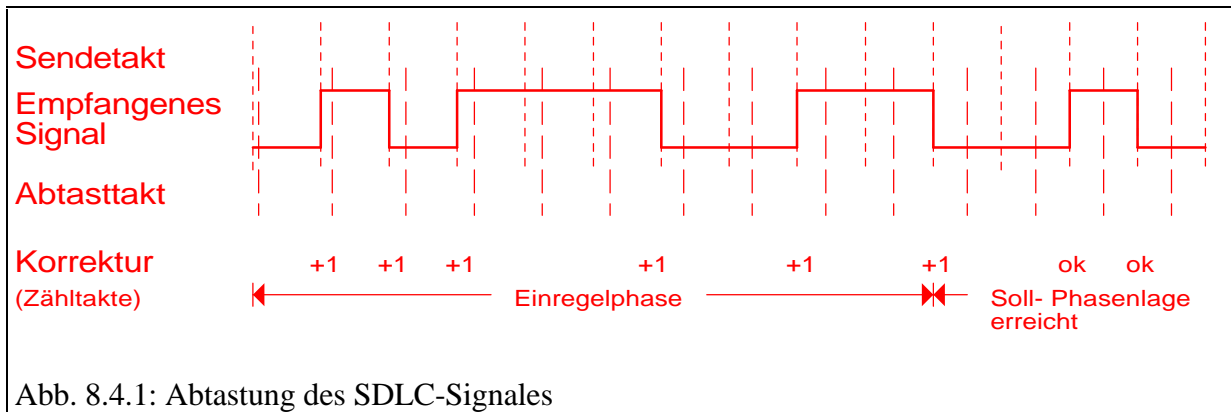 Sendetakt
Empfangenes
Signal
Abtasttakt
Korrektur +1 +1 +1 +1 +1 +1 ok ok
(Zähltakte) Einregelphase Soll- Phasenlage
erreicht
Abb. 8.4.1: Abtastung des SDLC-Signales